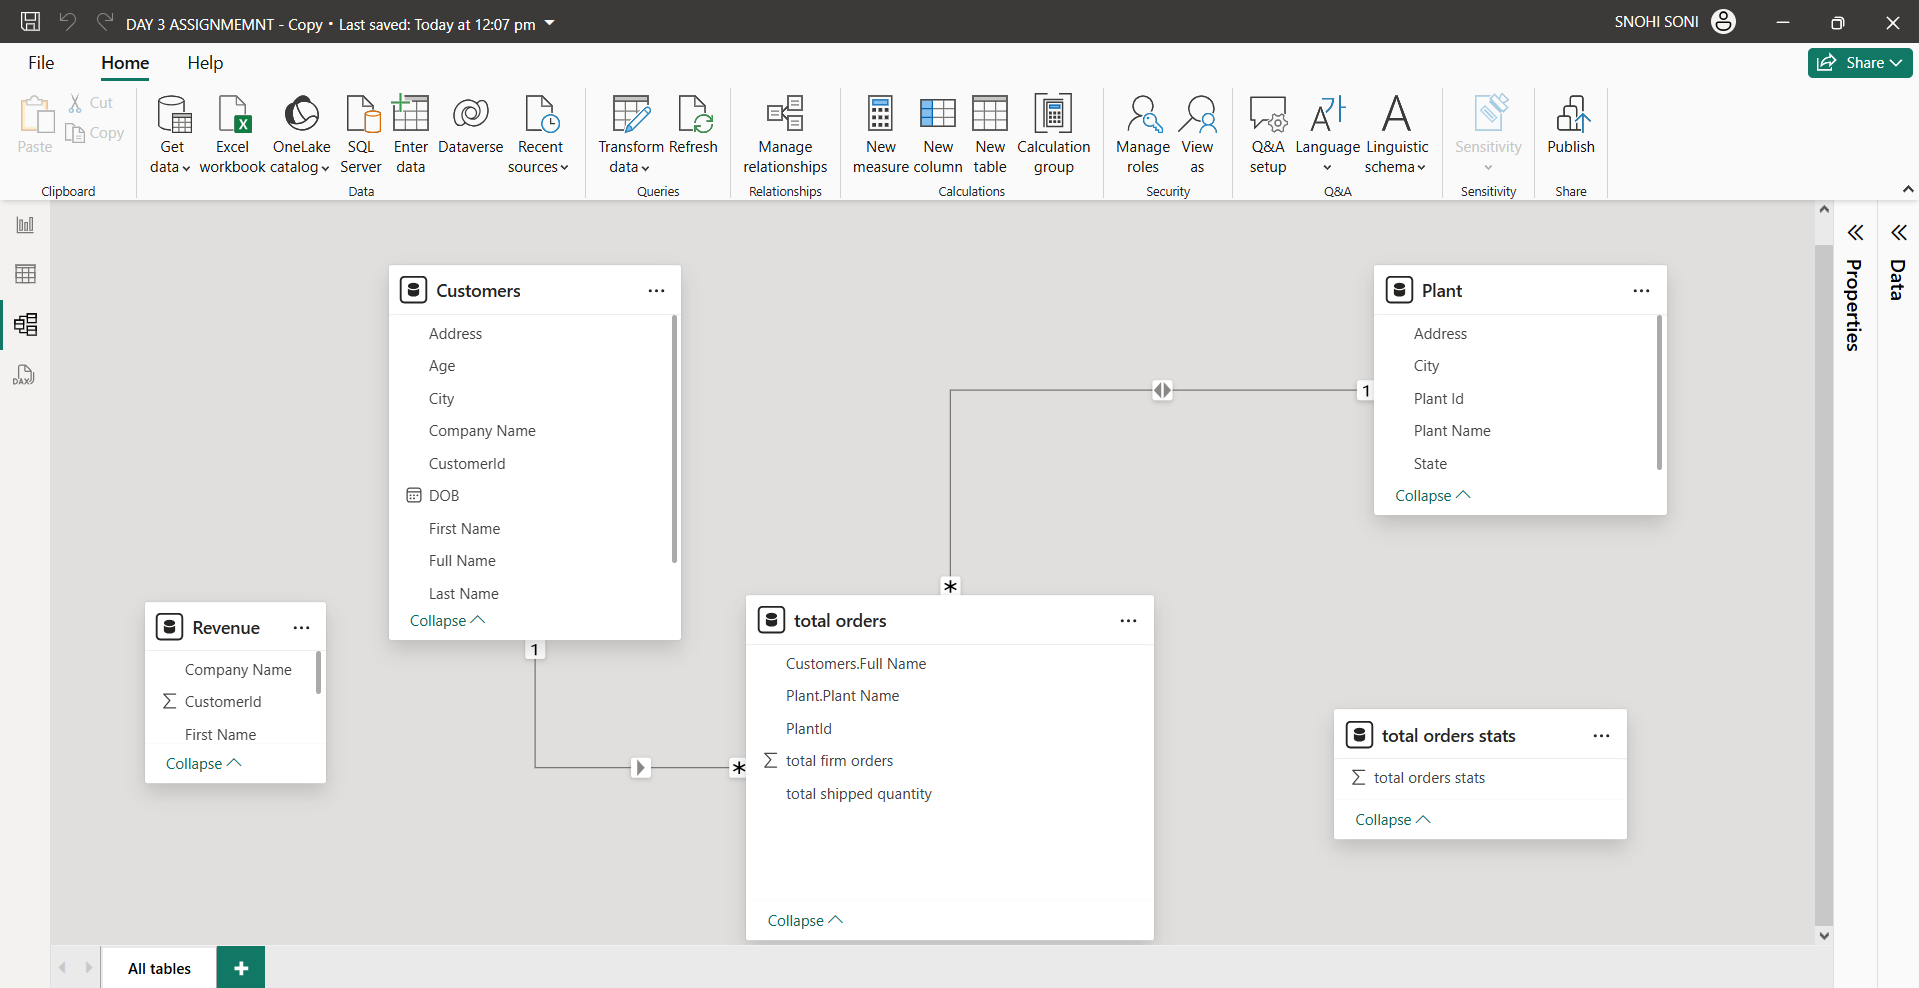 DAY 3 ASSIGNMEMNT - Copy • Last saved: Today at 12:07 pm
SNOHI SONI
File
Home
Help
Share
Paste
Cut
Copy
Clipboard
Get data
Excel workbook
OneLake catalog
SQL Server
Enter data
Dataverse
Recent sources
Data
Transform data
Refresh
Queries
Manage relationships
Relationships
New measure
New column
New table
Calculation group
Calculations
Manage roles
View as
Security
Q&A setup
Language
Linguistic schema
Q&A
Sensitivity
Sensitivity
Publish
Share
DAX
Customers
Address
Age
City
Company Name
CustomerId
DOB
First Name
Full Name
Last Name
Collapse
1
*
Plant
Address
City
Plant Id
Plant Name
State
Collapse
1
*
Revenue
Company Name
∑ CustomerId
First Name
Collapse
total orders
Customers.Full Name
Plant.Plant Name
PlantId
∑ total firm orders
total shipped quantity
Collapse
total orders stats
∑ total orders stats
Collapse
Properties
Data
All tables
+